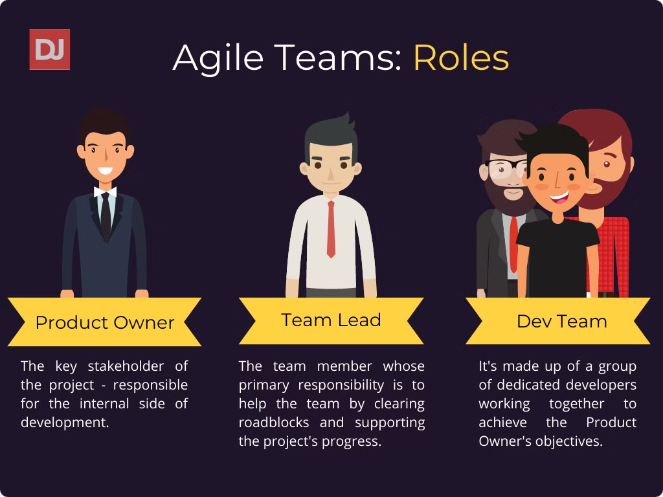 DJ
Agile Teams: Roles
Product Owner
Team Lead
Dev Team
The key stakeholder of
the project - responsible
for the internal side of
development.
The team member whose
primary responsibility is to
help the team by clearing
roadblocks and supporting
the project's progress.
It's made up of a group
of dedicated developers
working together to
achieve the Product
Owner's objectives.